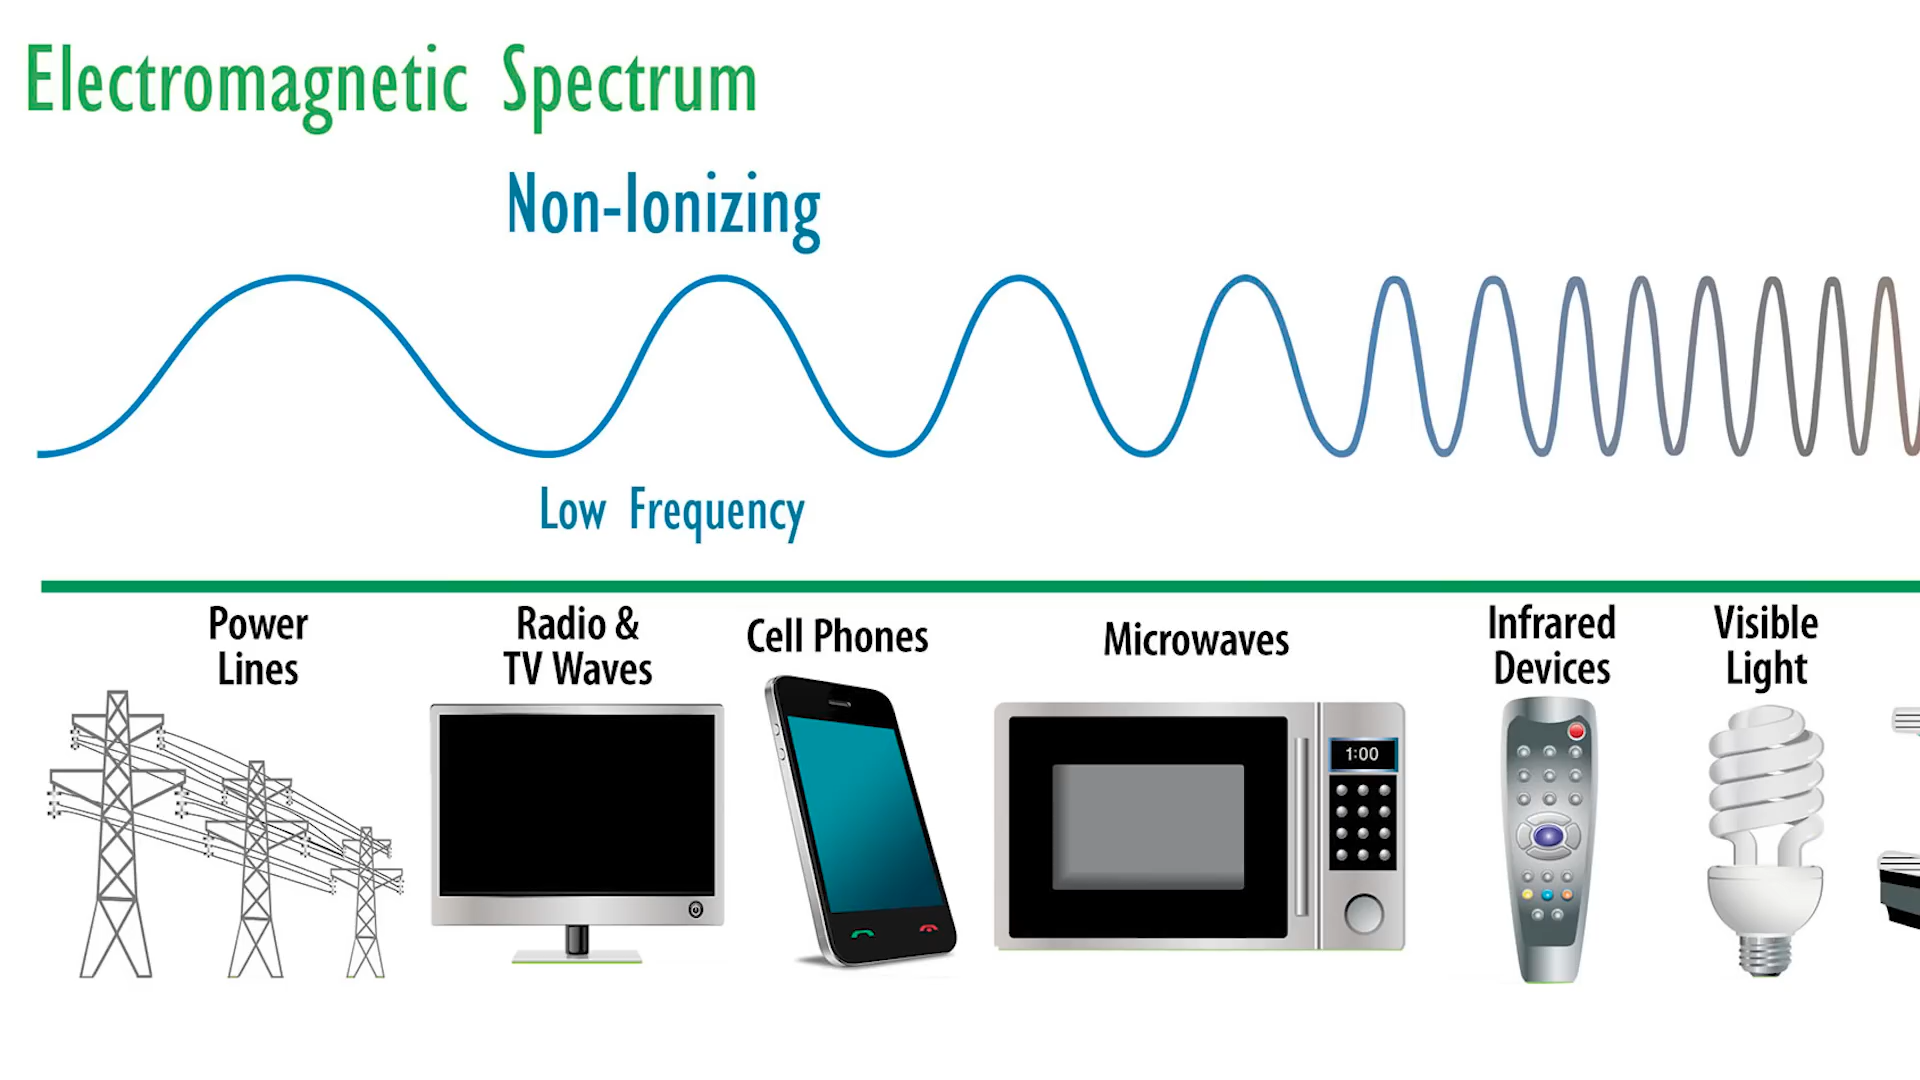 Electromagnetic Spectrum
Non-Ionizing
Low Frequency
Power
Lines
Radio &
TV Waves
Cell Phones
Microwaves
Infrared
Devices
Visible
Light
1:00